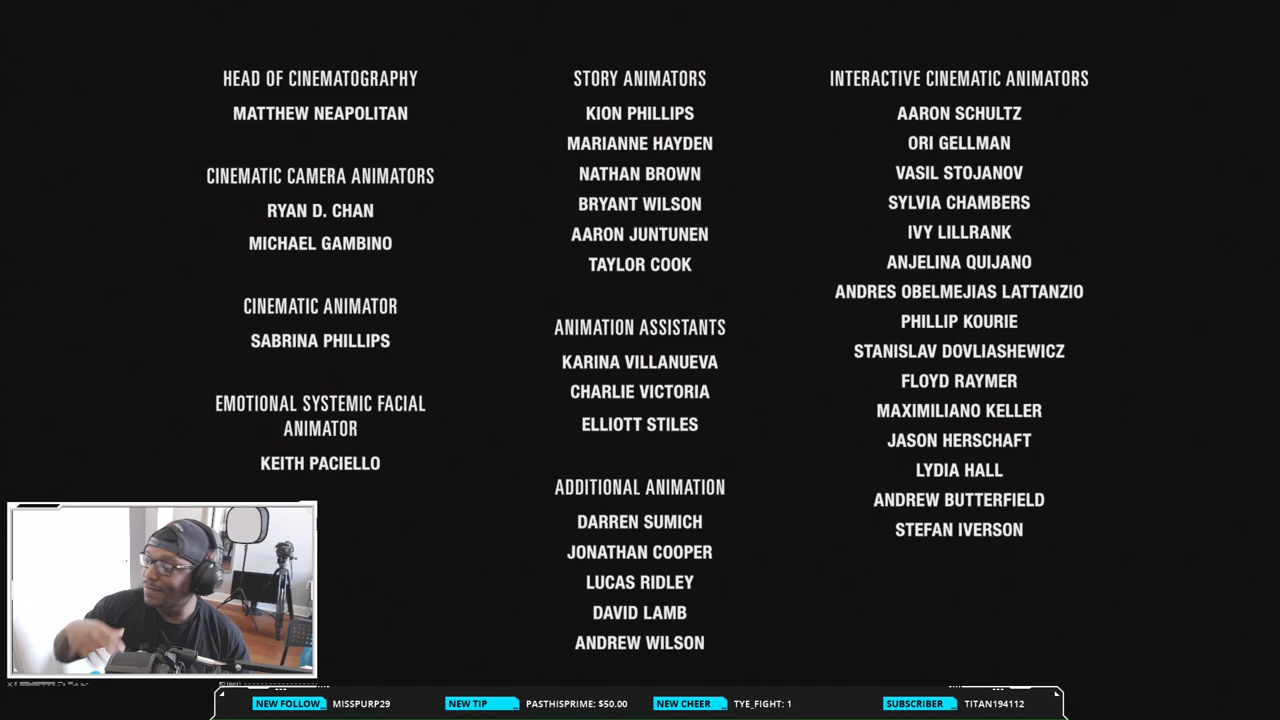 HEAD OF CINEMATOGRAPHY
MATTHEW NEAPOLITAN
CINEMATIC CAMERA ANIMATORS
RYAN D. CHAN
MICHAEL GAMBINO
CINEMATIC ANIMATOR
SABRINA PHILLIPS
EMOTIONAL SYSTEMIC FACIAL
ANIMATOR
KEITH PACIELLO
STORY ANIMATORS
KION PHILLIPS
MARIANNE HAYDEN
NATHAN BROWN
BRYANT WILSON
AARON JUNTUNEN
TAYLOR COOK
ANIMATION ASSISTANTS
KARINA VILLANUEVA
CHARLIE VICTORIA
ELLIOTT STILES
ADDITIONAL ANIMATION
DARREN SUMICH
JONATHAN COOPER
LUCAS RIDLEY
DAVID LAMB
ANDREW WILSON
INTERACTIVE CINEMATIC ANIMATORS
AARON SCHULTZ
ORI GELLMAN
VASIL STOJANOV
SYLVIA CHAMBERS
IVY LILLRANK
ANJELINA QUIJANO
ANDRES OBELMEJIAS LATTANZIO
PHILLIP KOURIE
STANISLAV DOVLIASHEWICZ
FLOYD RAYMER
MAXIMILIANO KELLER
JASON HERSCHAFT
LYDIA HALL
ANDREW BUTTERFIELD
STEFAN IVERSON
NEW FOLLOW MISSPURP29 NEW TIP PASTHISPRIME: $50.00 NEW CHEER TYE_FIGHT: 1 SUBSCRIBER TITAN194112